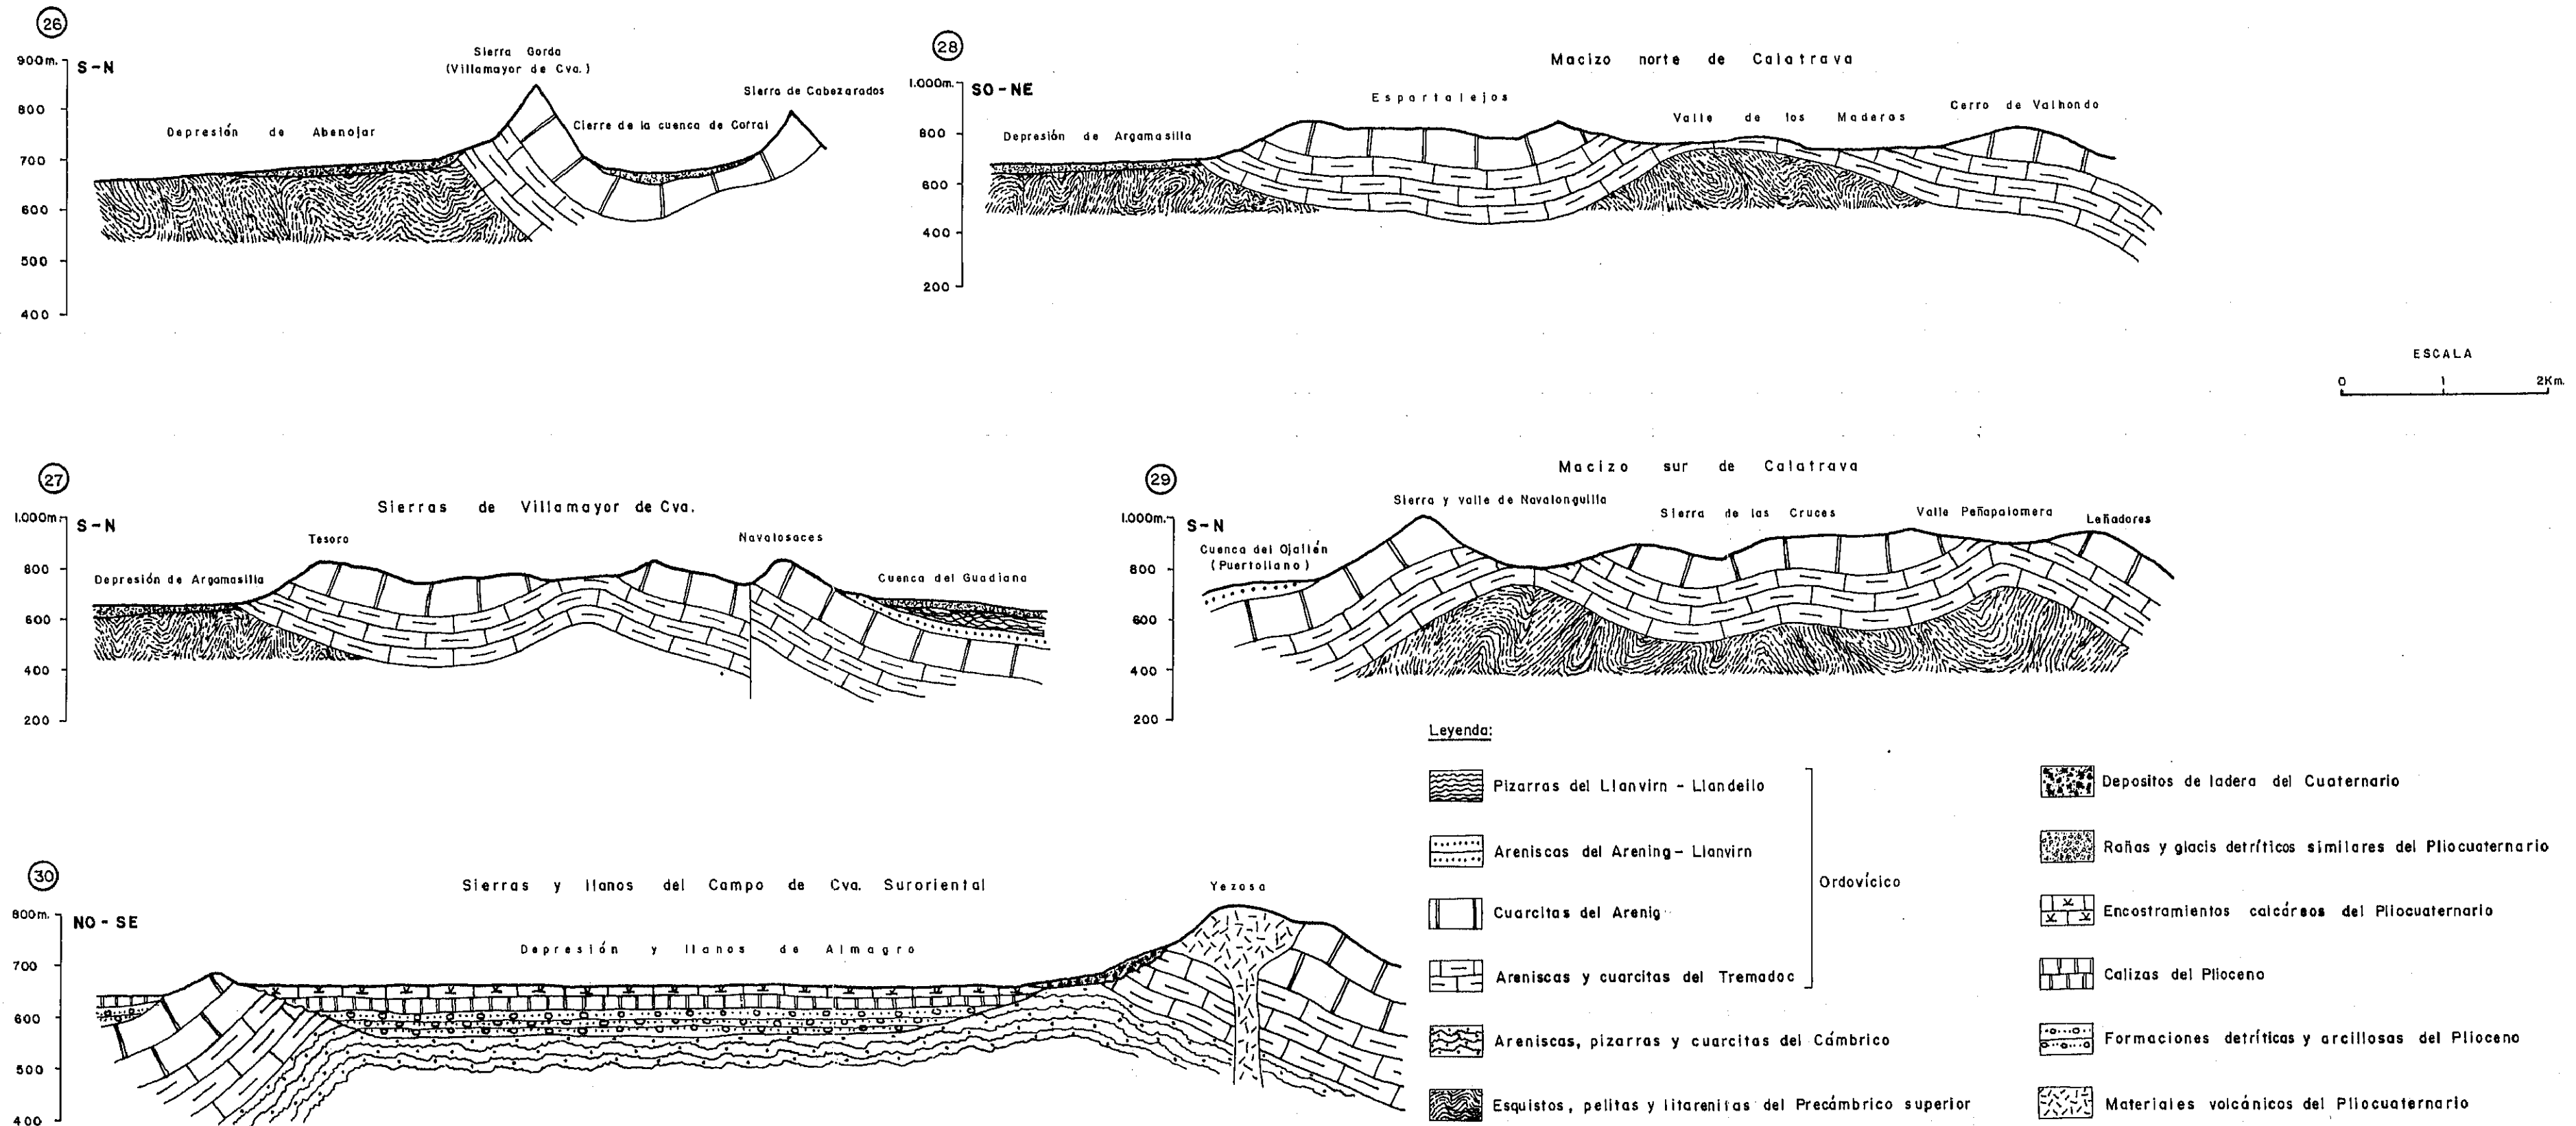 26
900m.
S-N
800
700
600
500
400
Sierra Gorda
(Villamayor de Cva.)
Sierra de Cabezarados
Depresión de Abenojar
Cierre de la cuenca de Corral
28
Macizo norte de Calatrava
1.000m.
SO-NE
800
600
400
200
Espartalejos
Cerro de Valhondo
Depresión de Argamasilla
Valle de los Maderos
ESCALA
0 1 2Km.
27
Sierras de Villamayor de Cva.
1.000m.
S-N
800
600
400
200
Tesoro
Navalosaces
Depresión de Argamasilla
Cuenca del Guadiana
29
Macizo sur de Calatrava
1.000m.
S-N
800
600
400
200
Sierra y valle de Navalonguilla
Sierra de las Cruces
Valle Peñapalomera
Leñadores
Cuenca del Ojailén
(Puertollano)
30
Sierras y llanos del Campo de Cva. Suroriental
800m.
NO-SE
700
600
500
400
Yezosa
Depresión y llanos de Almagro
Leyenda:
Pizarras del Llanvirn - Llandeilo
Areniscas del Arening - Llanvirn
Cuarcitas del Arenig
Areniscas y cuarcitas del Tremadoc
Ordovícico
Areniscas, pizarras y cuarcitas del Cámbrico
Esquistos, pelitas y litarenitas del Precámbrico superior
Depositos de ladera del Cuaternario
Rañas y glacis detríticos similares del Pliocuaternario
Encostramientos calcáreos del Pliocuaternario
Calizas del Plioceno
Formaciones detríticas y arcillosas del Plioceno
Materiales volcánicos del Pliocuaternario